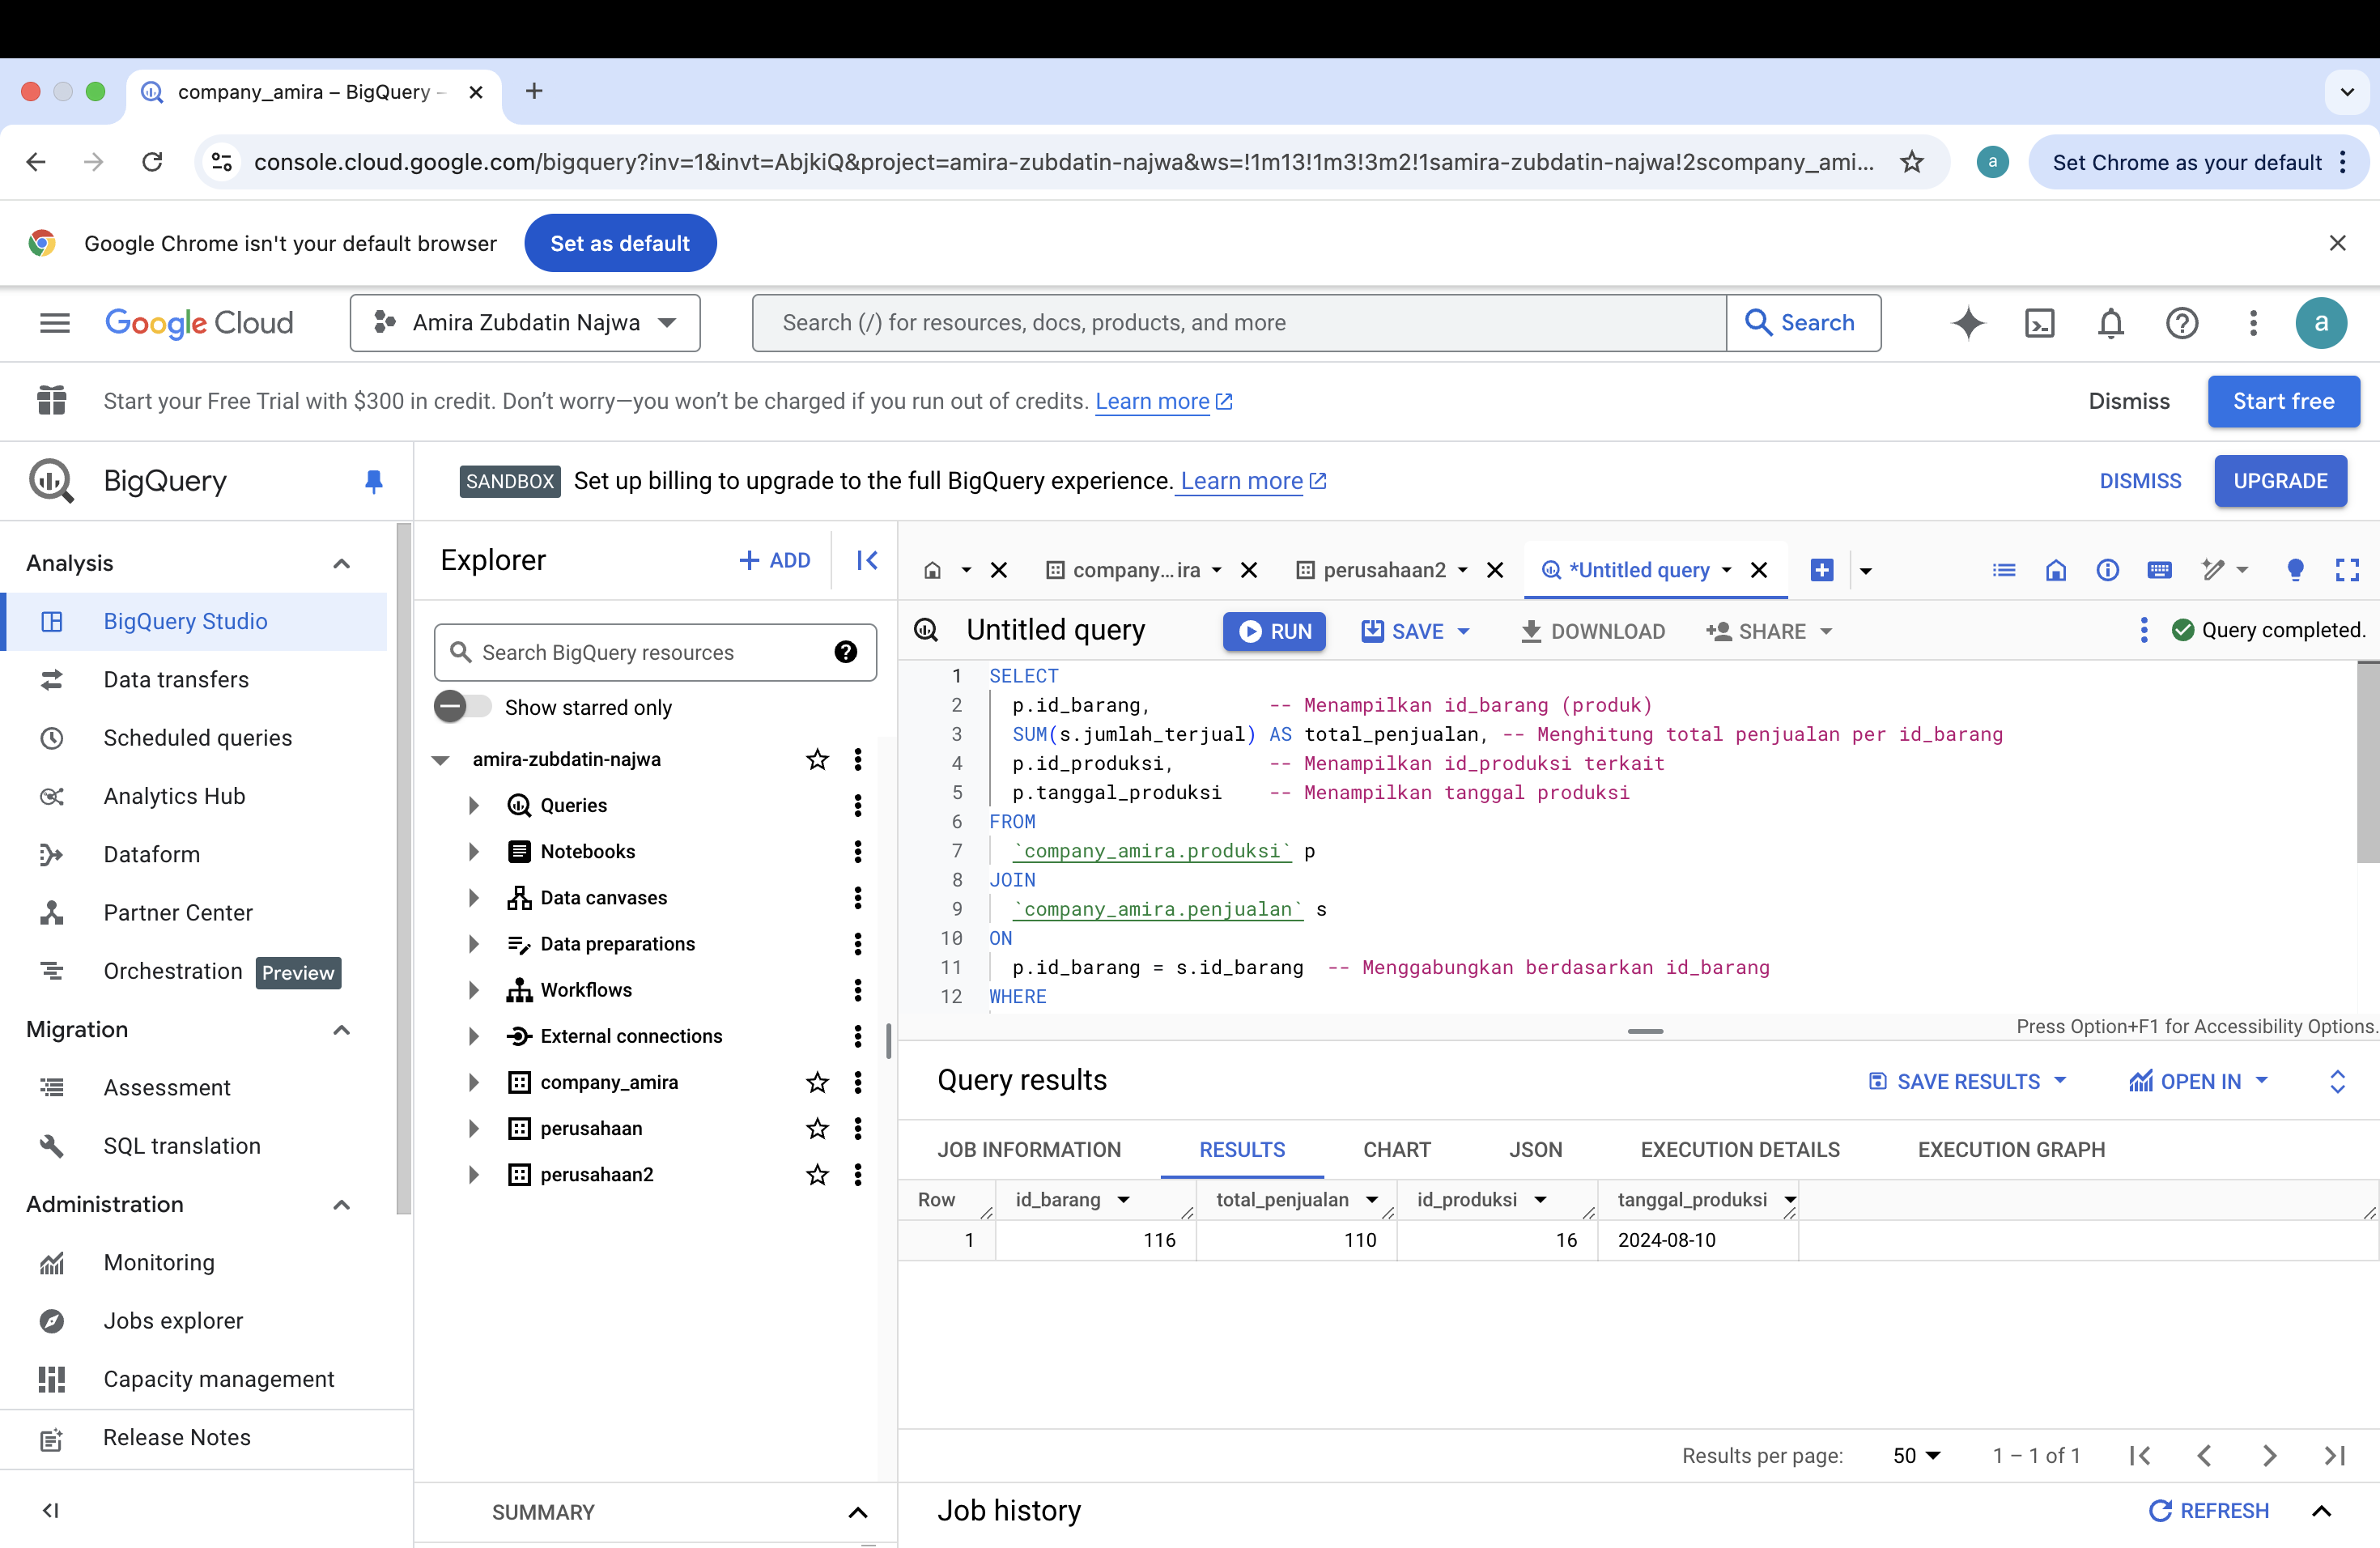 company_amira – BigQuery –
console.cloud.google.com/bigquery?inv=1&invt=AbjkiQ&project=amira-zubdatin-najwa&ws=!1m13!1m3!3m2!1samira-zubdatin-najwa!2scompany_ami...
a
Set Chrome as your default
Google Chrome isn't your default browser
Set as default
Google Cloud
Amira Zubdatin Najwa
Search (/) for resources, docs, products, and more
Search
a
Start your Free Trial with $300 in credit. Don't worry—you won't be charged if you run out of credits. Learn more
Dismiss
Start free
BigQuery
SANDBOX Set up billing to upgrade to the full BigQuery experience. Learn more
DISMISS
UPGRADE
Analysis
BigQuery Studio
Data transfers
Scheduled queries
Analytics Hub
Dataform
Partner Center
Orchestration Preview
Migration
Assessment
SQL translation
Administration
Monitoring
Jobs explorer
Capacity management
Release Notes
Explorer
+ ADD
Search BigQuery resources
Show starred only
amira-zubdatin-najwa
Queries
Notebooks
Data canvases
Data preparations
Workflows
External connections
company_amira
perusahaan
perusahaan2
SUMMARY
company...ira
perusahaan2
*Untitled query
Untitled query
RUN
SAVE
DOWNLOAD
SHARE
Query completed.
1 SELECT
2 p.id_barang, -- Menampilkan id_barang (produk)
3 SUM(s.jumlah_terjual) AS total_penjualan, -- Menghitung total penjualan per id_barang
4 p.id_produksi, -- Menampilkan id_produksi terkait
5 p.tanggal_produksi -- Menampilkan tanggal produksi
6 FROM
7 `company_amira.produksi` p
8 JOIN
9 `company_amira.penjualan` s
10 ON
11 p.id_barang = s.id_barang -- Menggabungkan berdasarkan id_barang
12 WHERE
Press Option+F1 for Accessibility Options.
Query results
SAVE RESULTS
OPEN IN
JOB INFORMATION RESULTS CHART JSON EXECUTION DETAILS EXECUTION GRAPH
Row id_barang total_penjualan id_produksi tanggal_produksi
1 116 110 16 2024-08-10
Results per page: 50 1 – 1 of 1
Job history
REFRESH